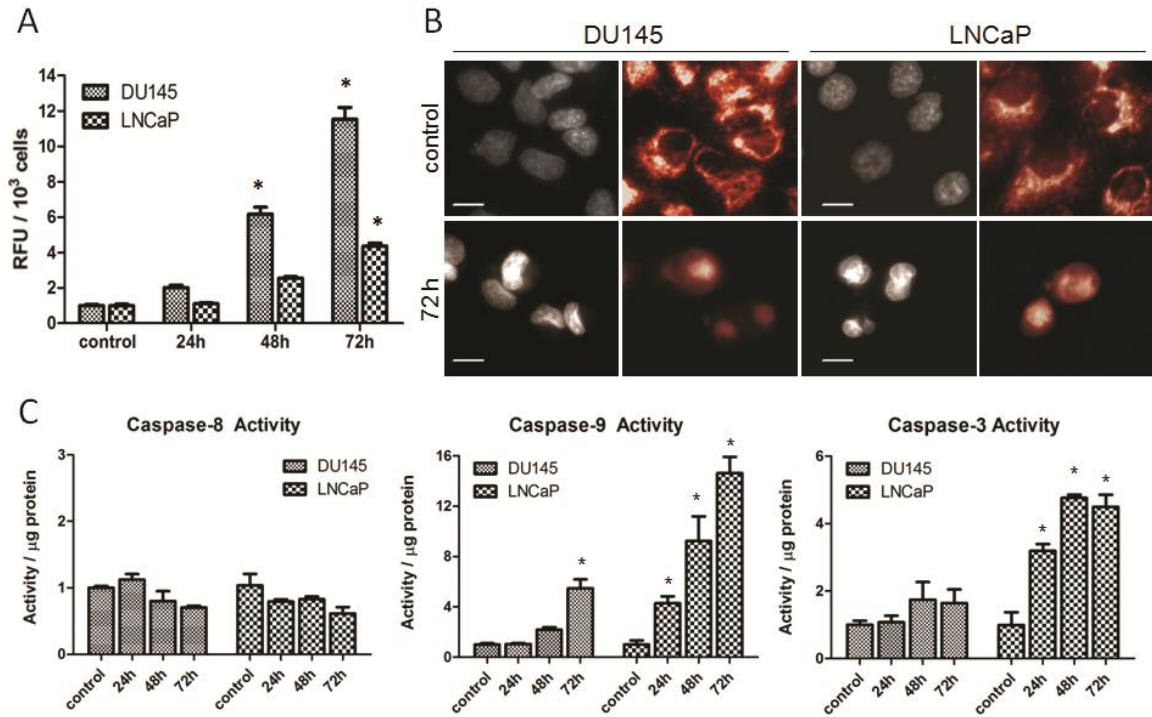 A
14
12
10
8
6
4
2
0
RFU / 10³ cells
DU145
LNCaP
*
*
*
control
24h
48h
72h
B
DU145
LNCaP
control
72h
C
Caspase-8 Activity
3
2
1
0
Activity / µg protein
DU145
LNCaP
control
24h
48h
72h
control
24h
48h
72h
Caspase-9 Activity
16
12
8
4
0
Activity / µg protein
DU145
LNCaP
*
*
*
*
control
24h
48h
72h
control
24h
48h
72h
Caspase-3 Activity
6
4
2
0
Activity / µg protein
DU145
LNCaP
*
*
*
control
24h
48h
72h
control
24h
48h
72h